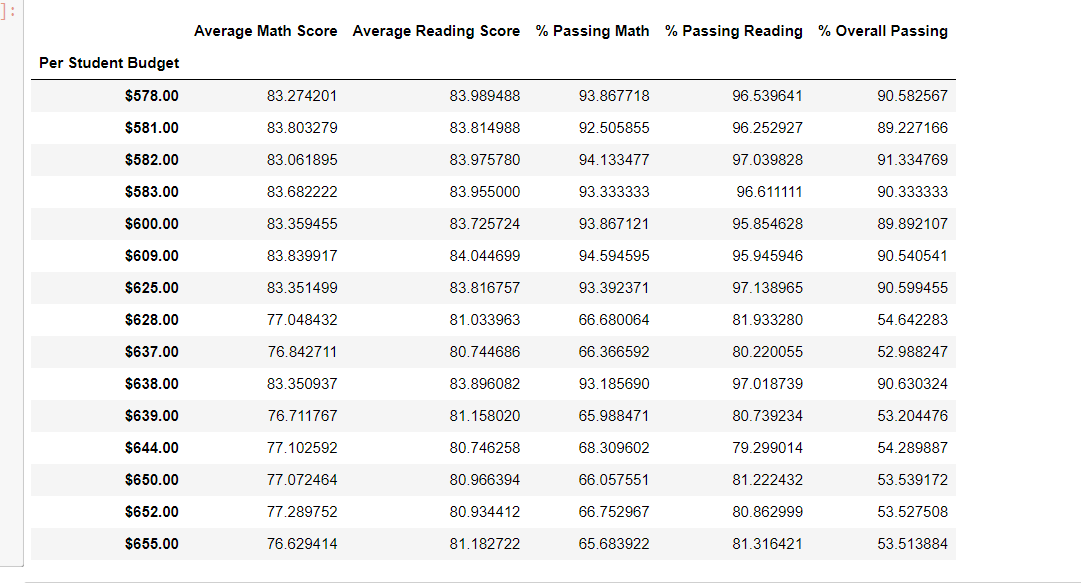 ]:
Average Math Score Average Reading Score % Passing Math % Passing Reading % Overall Passing
Per Student Budget
$578.00 83.274201 83.989488 93.867718 96.539641 90.582567
$581.00 83.803279 83.814988 92.505855 96.252927 89.227166
$582.00 83.061895 83.975780 94.133477 97.039828 91.334769
$583.00 83.682222 83.955000 93.333333 96.611111 90.333333
$600.00 83.359455 83.725724 93.867121 95.854628 89.892107
$609.00 83.839917 84.044699 94.594595 95.945946 90.540541
$625.00 83.351499 83.816757 93.392371 97.138965 90.599455
$628.00 77.048432 81.033963 66.680064 81.933280 54.642283
$637.00 76.842711 80.744686 66.366592 80.220055 52.988247
$638.00 83.350937 83.896082 93.185690 97.018739 90.630324
$639.00 76.711767 81.158020 65.988471 80.739234 53.204476
$644.00 77.102592 80.746258 68.309602 79.299014 54.289887
$650.00 77.072464 80.966394 66.057551 81.222432 53.539172
$652.00 77.289752 80.934412 66.752967 80.862999 53.527508
$655.00 76.629414 81.182722 65.683922 81.316421 53.513884